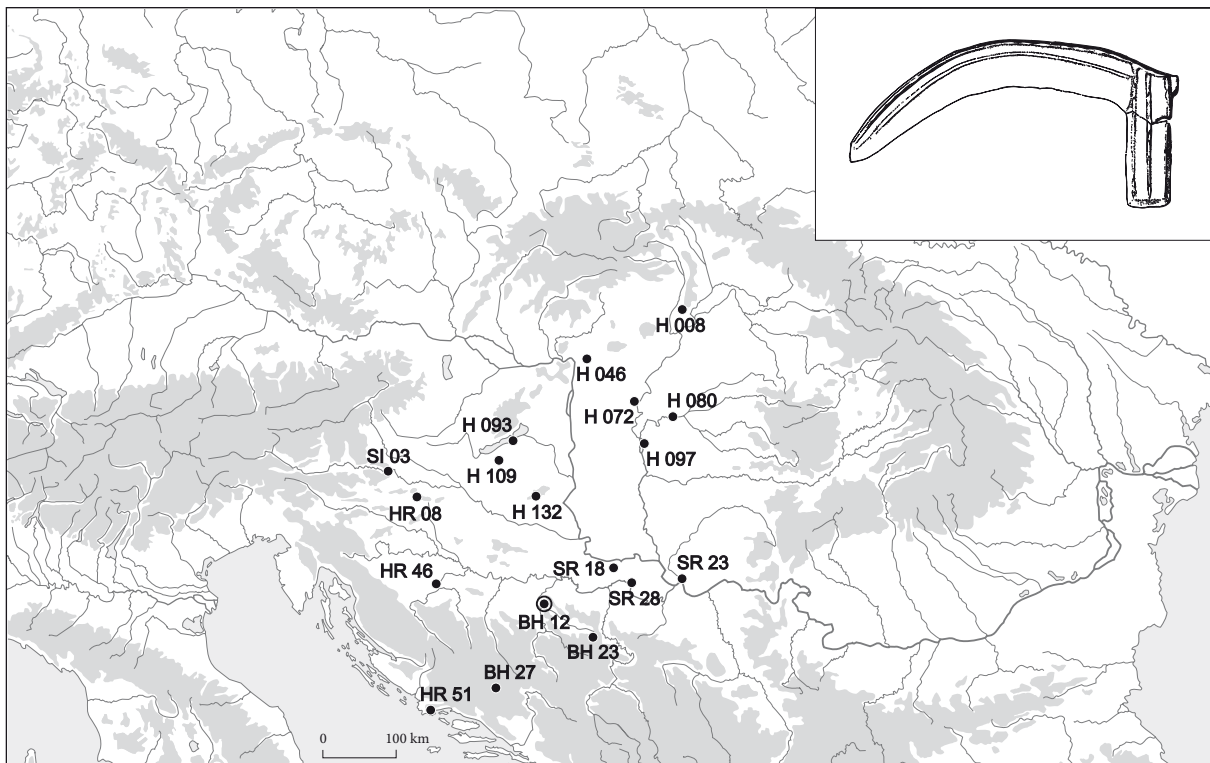 H 008
H 046
H 072
H 080
H 093
H 097
SI 03
H 109
HR 08
H 132
HR 46
SR 18
SR 23
SR 28
BH 12
BH 23
BH 27
HR 51
0 100 km